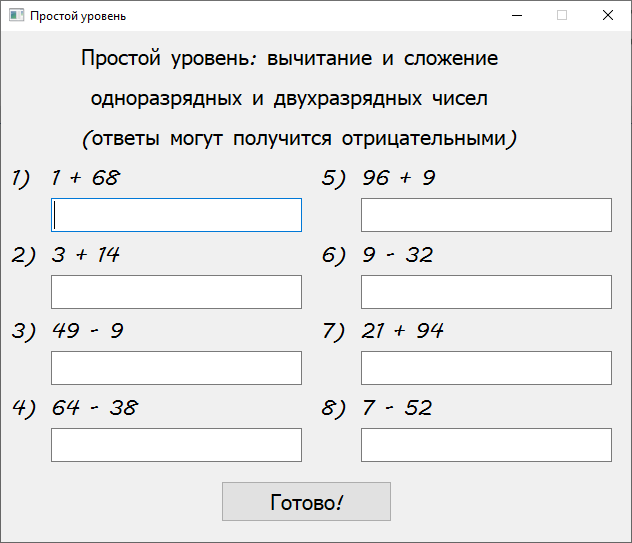 Простой уровень
Простой уровень: вычитание и сложение
одноразрядных и двухразрядных чисел
(ответы могут получится отрицательными)
1) 1 + 68
5) 96 + 9
2) 3 + 14
6) 9 - 32
3) 49 - 9
7) 21 + 94
4) 64 - 38
8) 7 - 52
Готово!